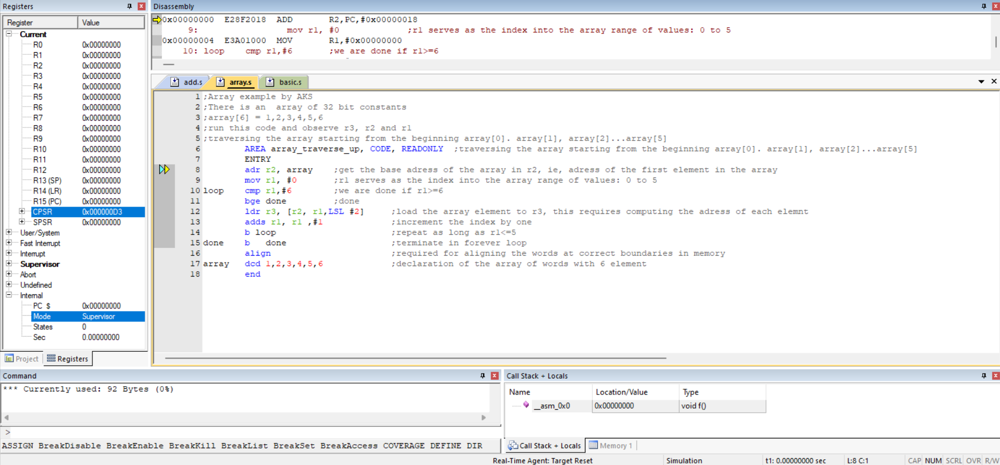 Registers
Register Value
Current
R0 0x00000000
R1 0x00000000
R2 0x00000000
R3 0x00000000
R4 0x00000000
R5 0x00000000
R6 0x00000000
R7 0x00000000
R8 0x00000000
R9 0x00000000
R10 0x00000000
R11 0x00000000
R12 0x00000000
R13 (SP) 0x00000000
R14 (LR) 0x00000000
R15 (PC) 0x00000000
CPSR 0x000000D3
SPSR 0x00000000
User/System
Fast Interrupt
Interrupt
Supervisor
Abort
Undefined
Internal
PC $ 0x00000000
Mode Supervisor
States 0
Sec 0.00000000
Project Registers
Disassembly
0x00000000 E28F2018 ADD R2,PC,#0x00000018
9: mov r1, #0 ;r1 serves as the index into the array range of values: 0 to 5
0x00000004 E3A01000 MOV R1,#0x00000000
10: loop cmp r1,#6 ;we are done if r1>=6
add.s array.s basic.s
1 ;Array example by AKS
2 ;There is an array of 32 bit constants
3 ;array[6] = 1,2,3,4,5,6
4 ;run this code and observe r3, r2 and r1
5 ;traversing the array starting from the beginning array[0]. array[1], array[2]...array[5]
6 AREA array_traverse_up, CODE, READONLY ;traversing the array starting from the beginning array[0]. array[1], array[2]...array[5]
7 ENTRY
8 adr r2, array ;get the base adress of the array in r2, ie, adress of the first element in the array
9 mov r1, #0 ;r1 serves as the index into the array range of values: 0 to 5
10 loop cmp r1,#6 ;we are done if r1>=6
11 bge done ;done
12 ldr r3, [r2, r1,LSL #2] ;load the array element to r3, this requires computing the adress of each elemnt
13 adds r1, r1 ,#1 ;increment the index by one
14 b loop ;repeat as long as r1<=5
15 done b done ;terminate in forever loop
16 align ;required for aligning the words at correct boundaries in memory
17 array dcd 1,2,3,4,5,6 ;declaration of the array of words with 6 element
18 end
Command
*** Currently used: 92 Bytes (0%)
>
ASSIGN BreakDisable BreakEnable BreakKill BreakList BreakSet BreakAccess COVERAGE DEFINE DIR
Call Stack + Locals
Name Location/Value Type
__asm_0x0 0x00000000 void f()
Call Stack + Locals Memory 1
Real-Time Agent: Target Reset Simulation t1: 0.00000000 sec L:8 C:1 CAP NUM SCRL OVR R/W